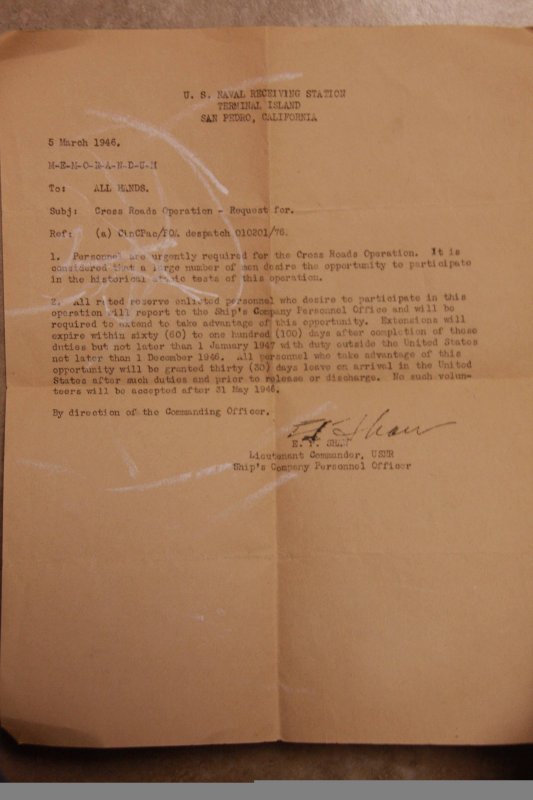 U. S. NAVAL RECEIVING STATION
TERMINAL ISLAND
SAN PEDRO, CALIFORNIA
5 March 1946.
M-E-M-O-R-A-N-D-U-M
To: ALL HANDS.
Subj: Cross Roads Operation - Request for.
Ref: (a) CinCPac/POA despatch 010201/76.
1. Personnel are urgently required for the Cross Roads Operation. It is
considered that a large number of men desire the opportunity to participate
in the historical atomic tests of this operation.
2. All rated reserve enlisted personnel who desire to participate in this
operation will report to the Ship's Company Personnel Office and will be
required to extend to take advantage of this opportunity. Extensions will
expire within sixty (60) to one hundred (100) days after completion of these
duties but not later than 1 January 1947 with duty outside the United States
not later than 1 December 1946. All personnel who take advantage of this
opportunity will be granted thirty (30) days leave on arrival in the United
States after such duties and prior to release or discharge. No such volun-
teers will be accepted after 31 May 1946.
By direction of the Commanding Officer.
Shaw
SHAW
Lieutenant Commander, USNR
Ship's Company Personnel Officer